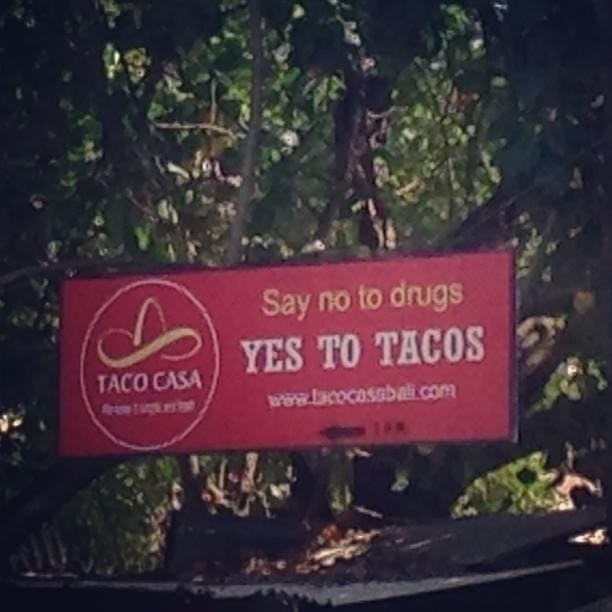 TACO CASA
Say no to drugs
YES TO TACOS
www.tacocasabali.com